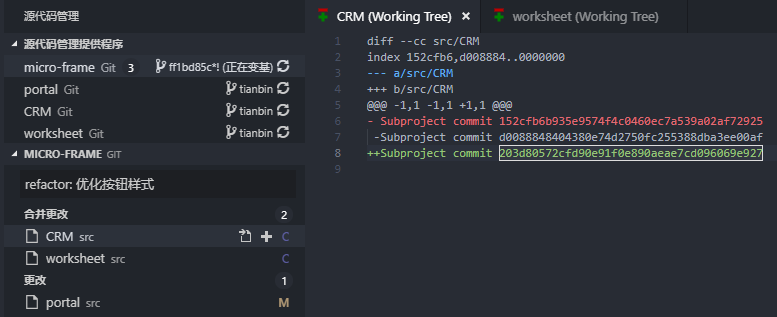 源代码管理
源代码管理提供程序
micro-frame Git 3 ff1bd85c*! (正在变基)
portal Git tianbin
CRM Git tianbin
worksheet Git tianbin
MICRO-FRAME GIT
refactor: 优化按钮样式
合并更改 2
CRM src C
worksheet src C
更改 1
portal src M
CRM (Working Tree) × worksheet (Working Tree)
1 diff --cc src/CRM
2 index 152cfb6,d008884..0000000
3 --- a/src/CRM
4 +++ b/src/CRM
5 @@@ -1,1 -1,1 +1,1 @@@
6 - Subproject commit 152cfb6b935e9574f4c0460ec7a539a02af72925
7  -Subproject commit d0088848404380e74d2750fc255388dba3ee00af
8 ++Subproject commit 203d80572cfd90e91f0e890aeae7cd096069e927
9